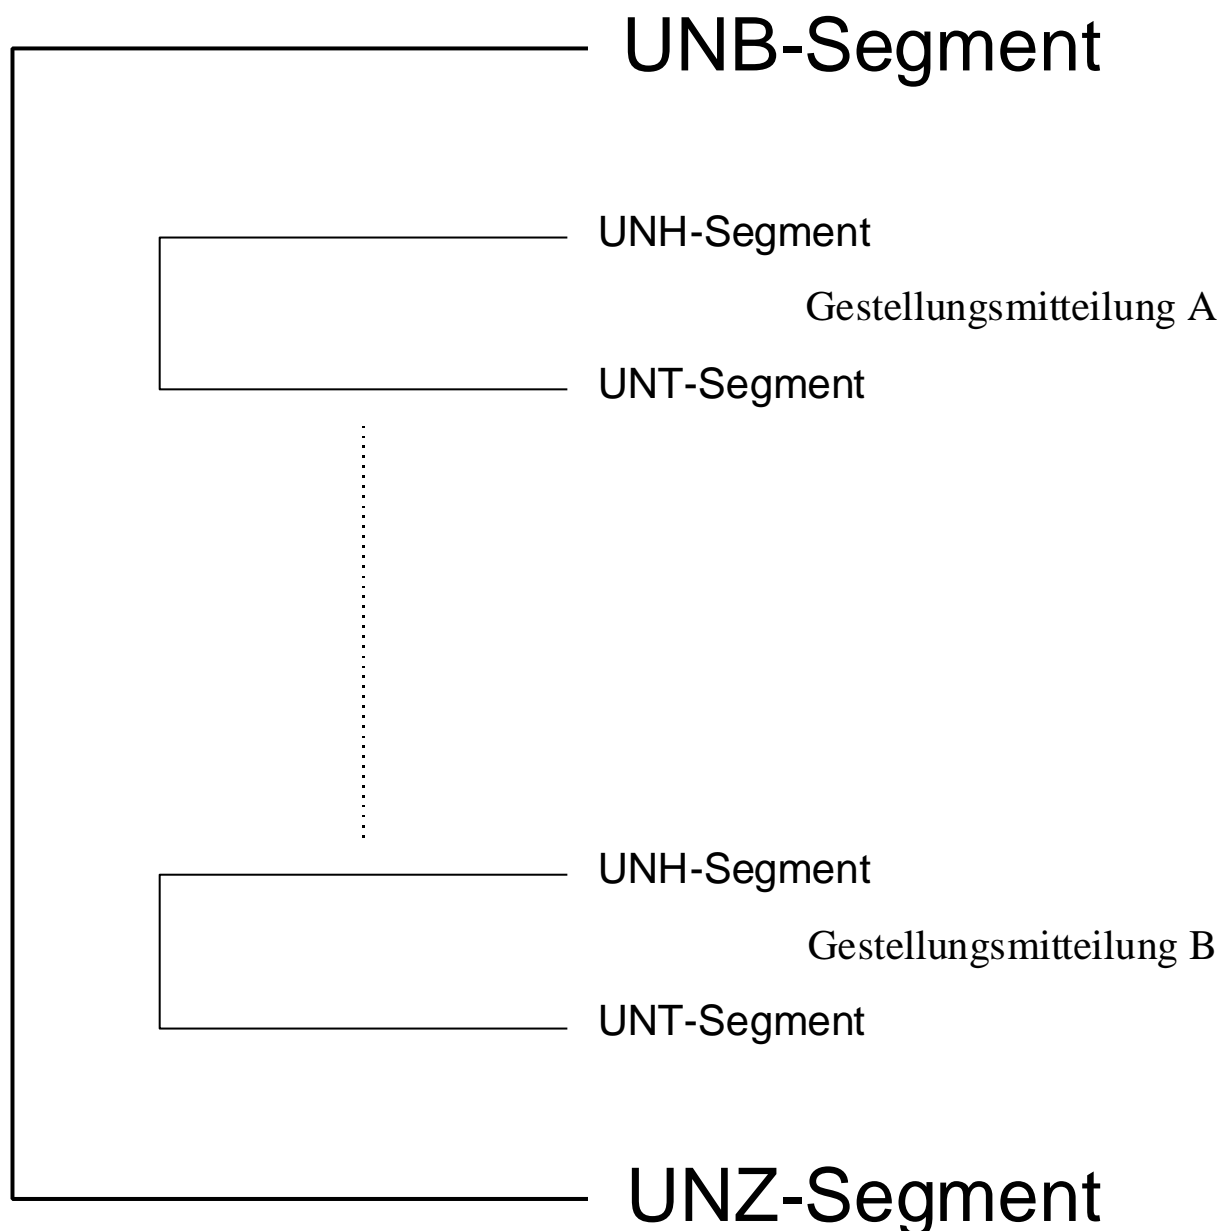 UNB-Segment
UNH-Segment
Gestellungsmitteilung A
UNT-Segment
UNH-Segment
Gestellungsmitteilung B
UNT-Segment
UNZ-Segment